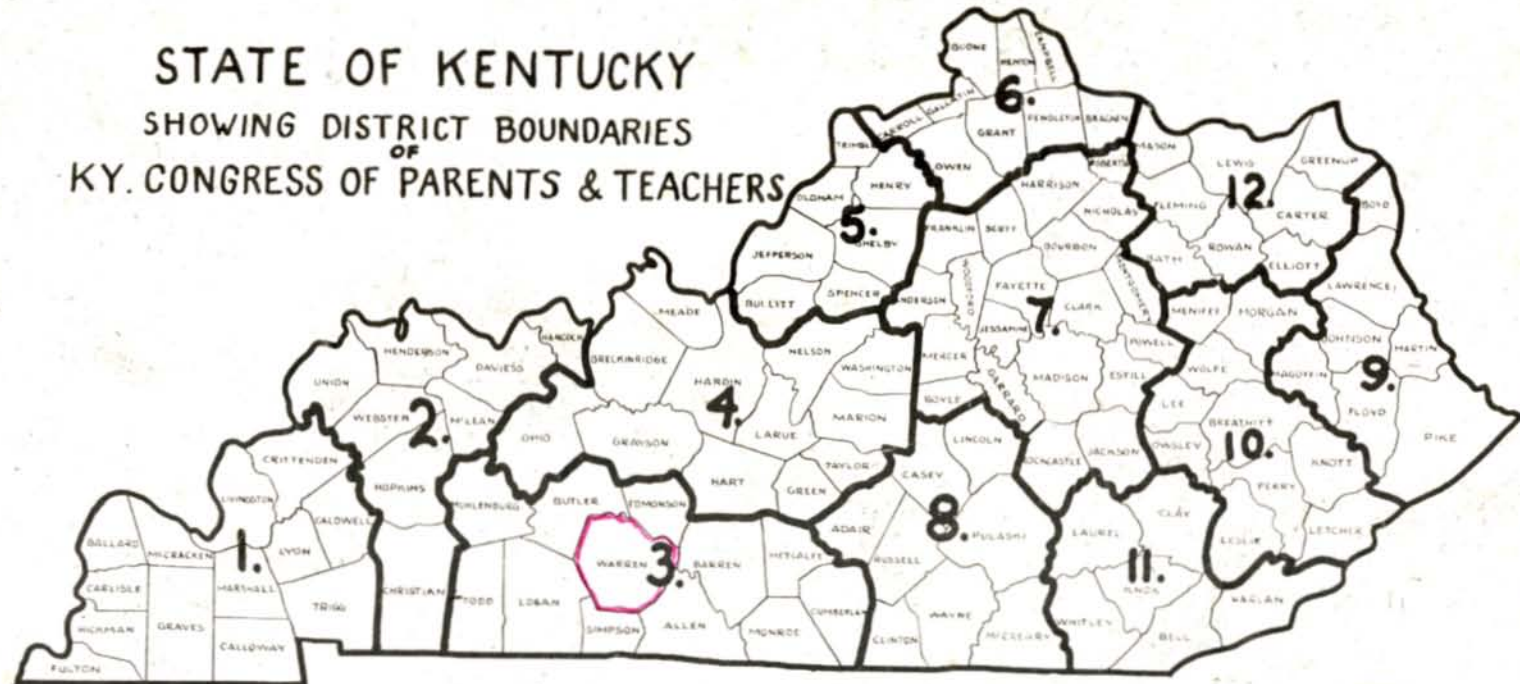 STATE OF KENTUCKY
SHOWING DISTRICT BOUNDARIES
OF
KY. CONGRESS OF PARENTS & TEACHERS
BOONE
KENTON
CAMPBELL
6.
CARROLL
GALLATIN
GRANT
PENDLETON
BRACKEN
OWEN
TRIMBLE
HENRY
OLDHAM
5.
SHELBY
JEFFERSON
BULLITT
SPENCER
MASON
LEWIS
GREENUP
12.
FLEMING
CARTER
BOYD
BATH
ROWAN
ELLIOTT
ROBERTS
HARRISON
NICHOLAS
FRANKLIN
SCOTT
BOURBON
WOODFORD
FAYETTE
MONTGOMERY
ANDERSON
CLARK
7.
JESSAMINE
POWELL
MERCER
GARRARD
MADISON
ESTILL
BOYLE
ROCKCASTLE
JACKSON
LAWRENCE
JOHNSON
MARTIN
MAGOFFIN
9.
FLOYD
PIKE
MENIFEE
MORGAN
WOLFE
LEE
BREATHITT
OWSLEY
10.
KNOTT
PERRY
LESLIE
LETCHER
MEADE
BRECKINRIDGE
NELSON
HARDIN
WASHINGTON
4.
MARION
LARUE
OHIO
GRAYSON
TAYLOR
HART
GREEN
HENDERSON
DAVIESS
HANCOCK
UNION
WEBSTER
2.
McLEAN
HOPKINS
CHRISTIAN
CRITTENDEN
LIVINGSTON
CALDWELL
1.
LYON
BALLARD
McCRACKEN
CARLISLE
MARSHALL
TRIGG
HICKMAN
GRAVES
CALLOWAY
FULTON
MUHLENBURG
BUTLER
EDMONSON
WARREN
3.
BARREN
METCALFE
TODD
LOGAN
SIMPSON
ALLEN
MONROE
CUMBERLAN
LINCOLN
CASEY
ADAIR
8.
PULASKI
RUSSELL
WAYNE
CLINTON
McCREARY
LAUREL
CLAY
11.
KNOX
WHITLEY
HARLAN
BELL